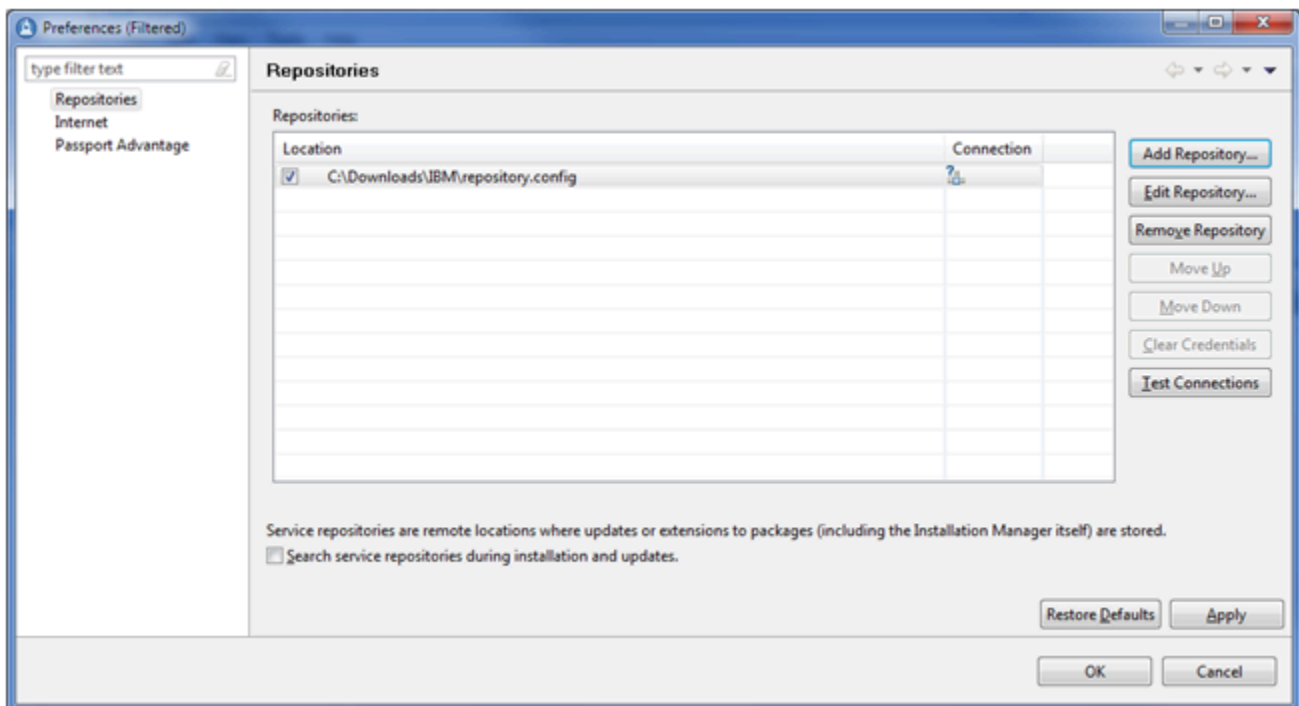 Preferences (Filtered)
type filter text
Repositories
Internet
Passport Advantage
Repositories
Repositories:
Location Connection
C:\Downloads\IBM\repository.config
Add Repository...
Edit Repository...
Remove Repository
Move Up
Move Down
Clear Credentials
Test Connections
Service repositories are remote locations where updates or extensions to packages (including the Installation Manager itself) are stored.
Search service repositories during installation and updates.
Restore Defaults Apply
OK Cancel